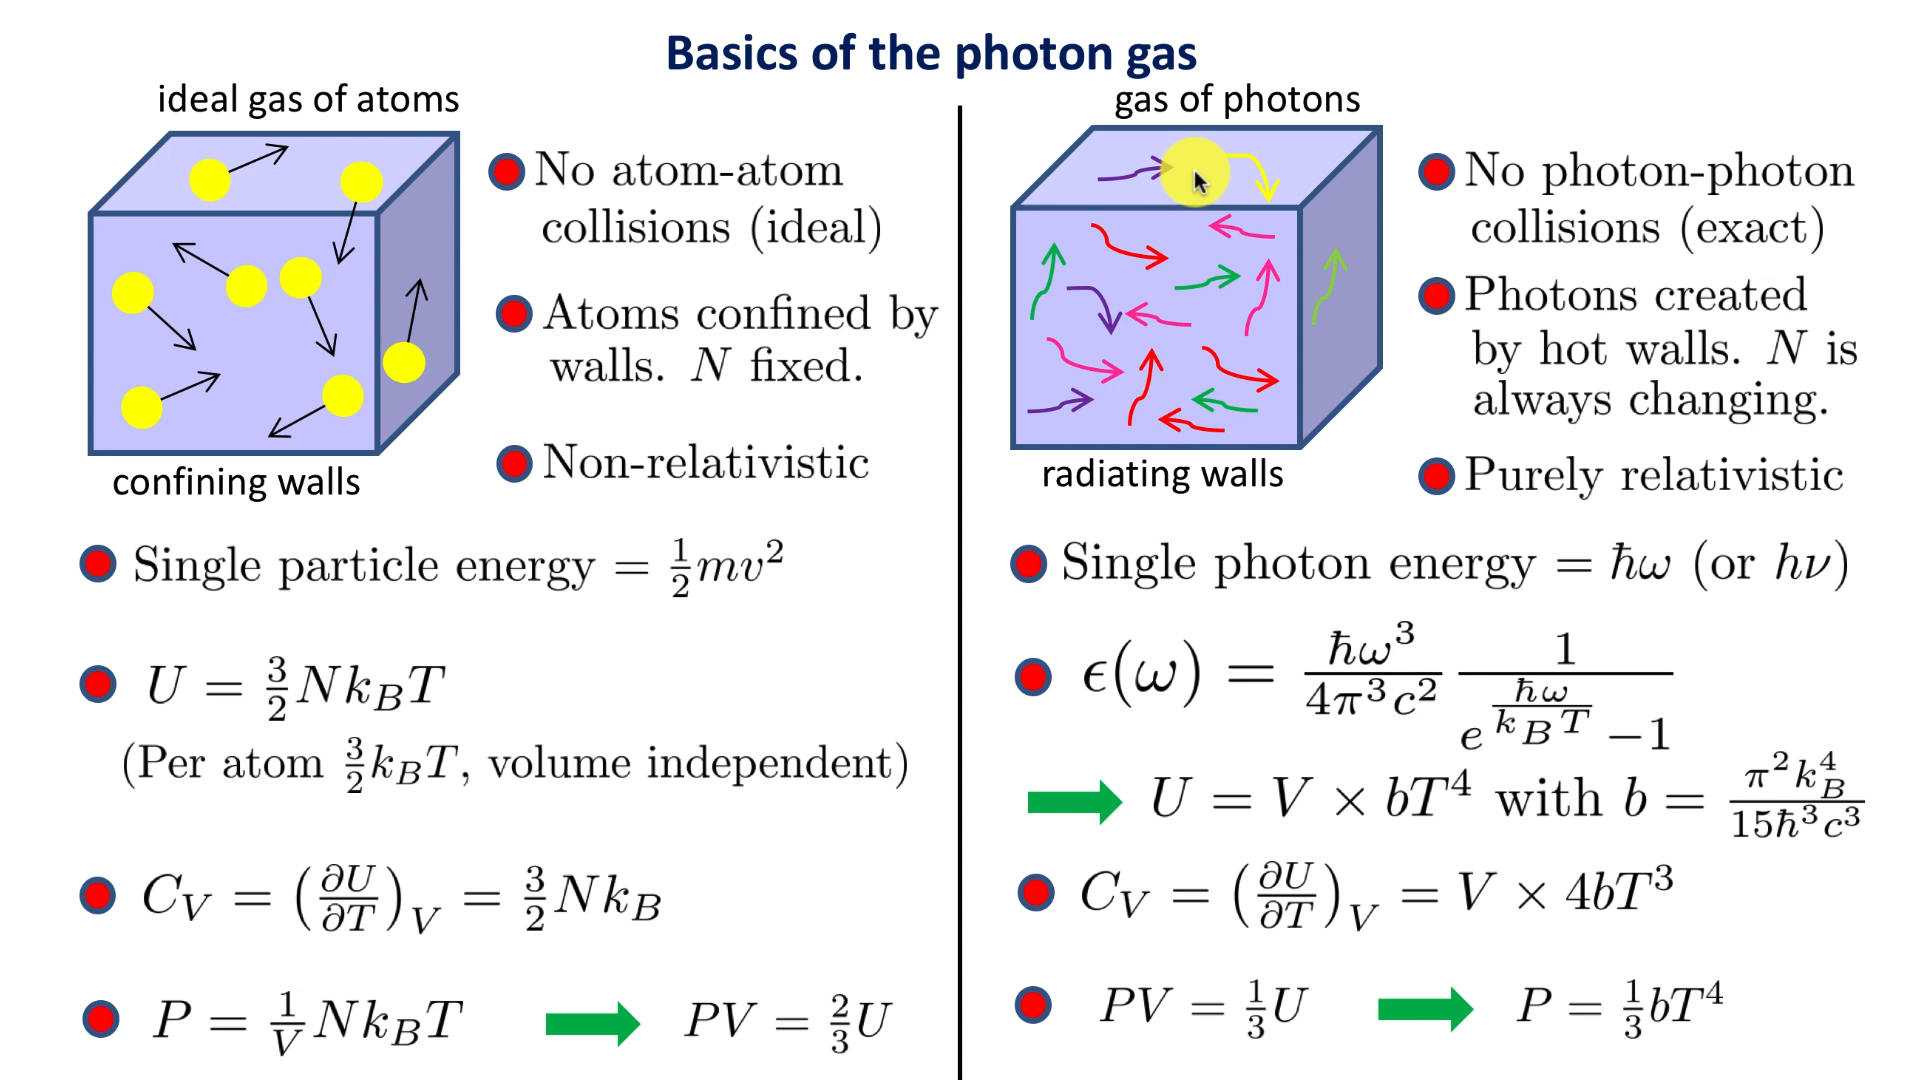 Basics of the photon gas
ideal gas of atoms
No atom-atom
collisions (ideal)
Atoms confined by
walls. N fixed.
Non-relativistic
confining walls
Single particle energy = ½mv²
U = 3/2 Nk_BT
(Per atom 3/2 k_BT, volume independent)
C_V = (∂U/∂T)_V = 3/2 Nk_B
P = 1/V Nk_BT PV = 2/3 U
gas of photons
No photon-photon
collisions (exact)
Photons created
by hot walls. N is
always changing.
Purely relativistic
radiating walls
Single photon energy = ħω (or hν)
ϵ(ω) = ħω³/4π³c² 1/(e^(ħω/k_BT) − 1)
U = V × bT⁴ with b = π²k_B⁴/15ħ³c³
C_V = (∂U/∂T)_V = V × 4bT³
PV = 1/3 U P = 1/3 bT⁴